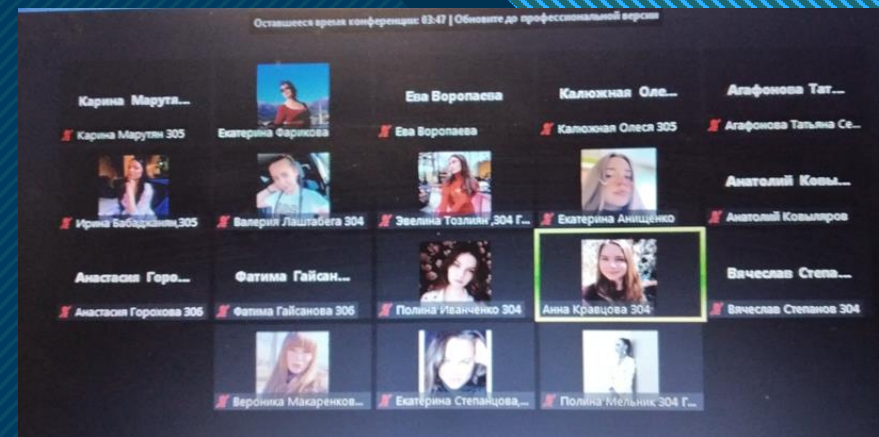 Оставшееся время конференции: 03:47 | Обновите до профессиональной версии
Карина Марутя...
Карина Марутян 305
Екатерина Фарикова
Ева Воропаева
Ева Воропаева
Калюжная Оле...
Калюжная Олеся 305
Агафонова Тат...
Агафонова Татьяна Се...
Ирина Бабаджанян,305
Валерия Лаштабега 304
Эвелина Тозлиян ,304 Г...
Екатерина Анищенко
Анатолий Ковы...
Анатолий Ковыляров
Анастасия Горо...
Анастасия Горохова 306
Фатима Гайсан...
Фатима Гайсанова 306
Полина Иванченко 304
Анна Кравцова 304
Вячеслав Степа...
Вячеслав Степанов 304
Вероника Макаренков...
Екатерина Степанцова,...
Полина Мельник 304 Г...